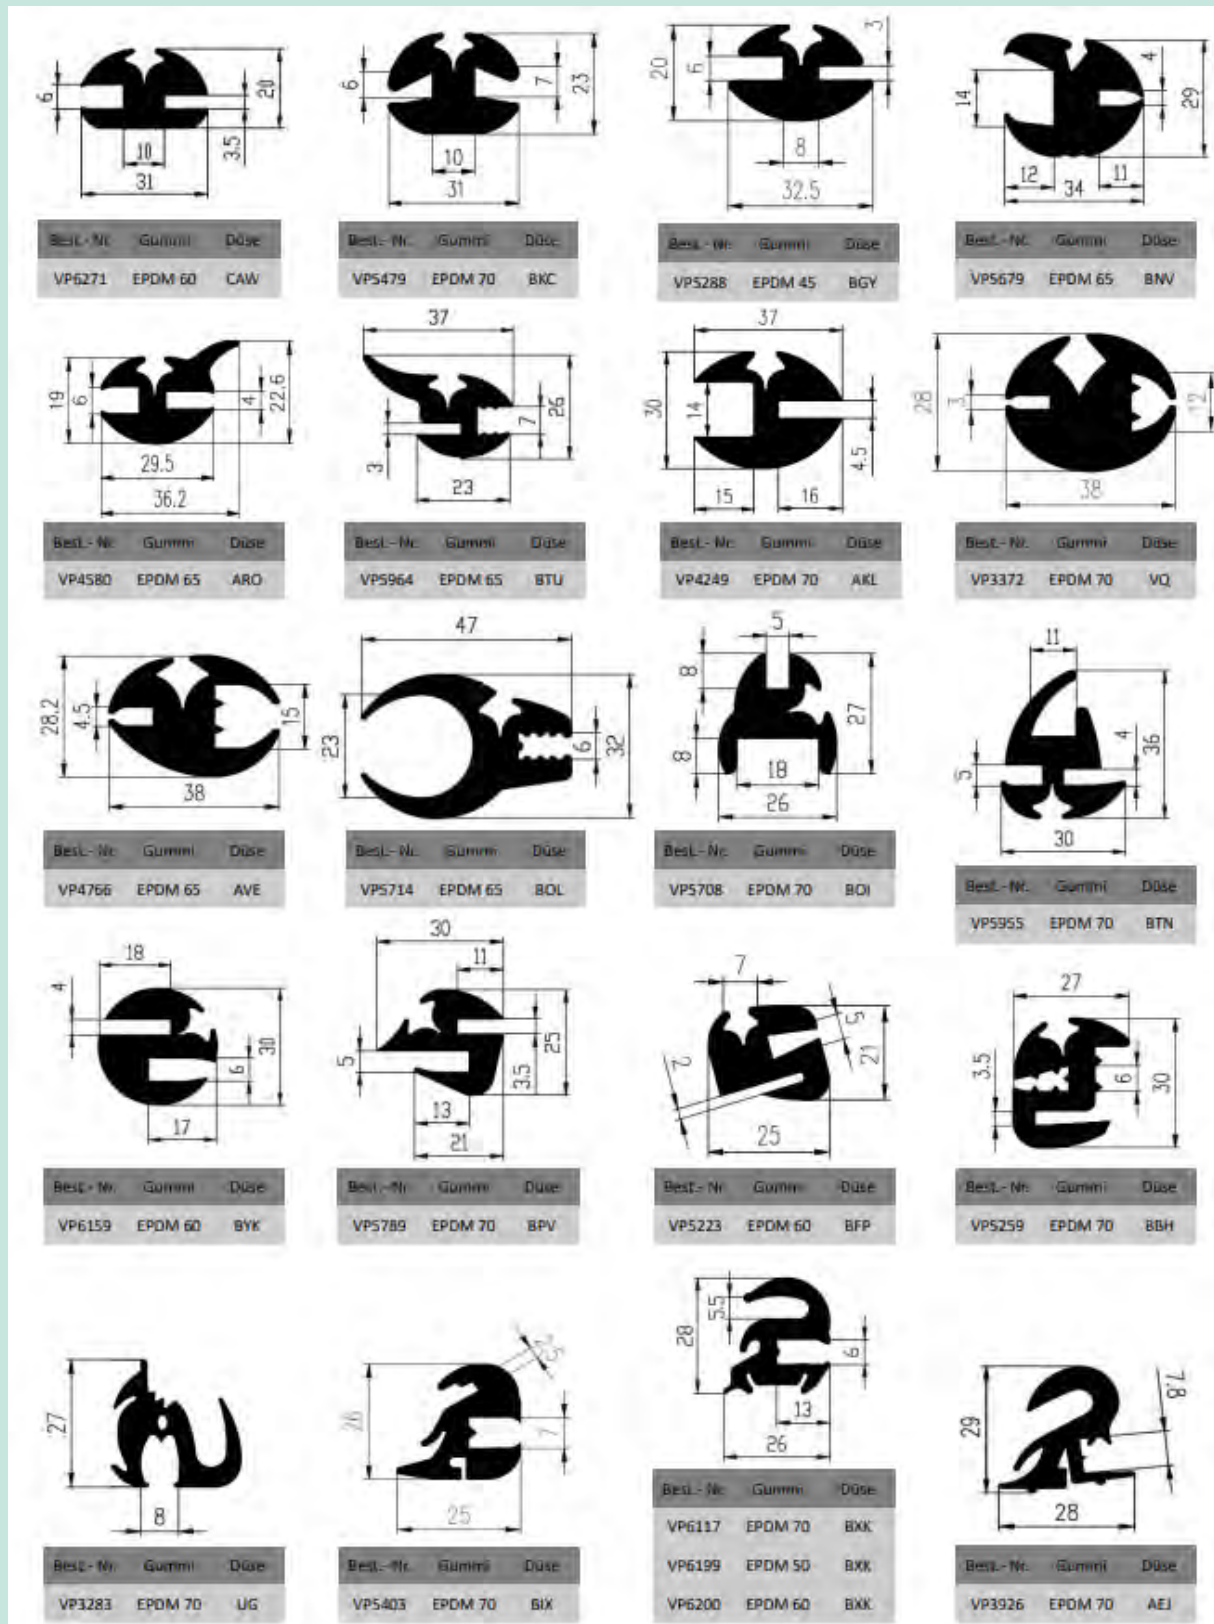 6
20
3.5
10
31
Best.- Nr. Gummi Düse
VP6271 EPDM 60 CAW
6
7
23
10
31
Best.- Nr. Gummi Düse
VP5479 EPDM 70 BKC
3
20
6
8
32.5
Best.- Nr. Gummi Düse
VP5288 EPDM 45 BGY
4
14
29
12
11
34
Best.- Nr. Gummi Düse
VP5679 EPDM 65 BNV
19
6
4
22.6
29.5
36.2
Best.- Nr. Gummi Düse
VP4580 EPDM 65 ARO
37
26
7
3
23
Best.- Nr. Gummi Düse
VP5964 EPDM 65 BTU
37
30
14
4.5
15
16
Best.- Nr. Gummi Düse
VP4249 EPDM 70 AKL
28
3
12
38
Best.- Nr. Gummi Düse
VP3372 EPDM 70 VQ
28.2
4.5
15
38
Best.- Nr. Gummi Düse
VP4766 EPDM 65 AVE
47
23
6
32
Best.- Nr. Gummi Düse
VP5714 EPDM 65 BOL
5
8
27
8
18
26
Best.- Nr. Gummi Düse
VP5708 EPDM 70 BOI
11
4
36
5
30
Best.- Nr. Gummi Düse
VP5955 EPDM 70 BTN
18
4
30
6
17
Best.- Nr. Gummi Düse
VP6159 EPDM 60 BYK
30
11
25
5
3.5
13
21
Best.- Nr. Gummi Düse
VP5789 EPDM 70 BPV
7
5
21
2
25
Best.- Nr. Gummi Düse
VP5223 EPDM 60 BFP
27
3.5
6
30
Best.- Nr. Gummi Düse
VP5259 EPDM 70 BBH
27
8
Best.- Nr. Gummi Düse
VP3283 EPDM 70 UG
26
7
25
Best.- Nr. Gummi Düse
VP5403 EPDM 70 BIX
28
5.5
6
13
26
Best.- Nr. Gummi Düse
VP6117 EPDM 70 BXK
VP6199 EPDM 50 BXK
VP6200 EPDM 60 BXK
7.8
29
28
Best.- Nr. Gummi Düse
VP3926 EPDM 70 AEJ